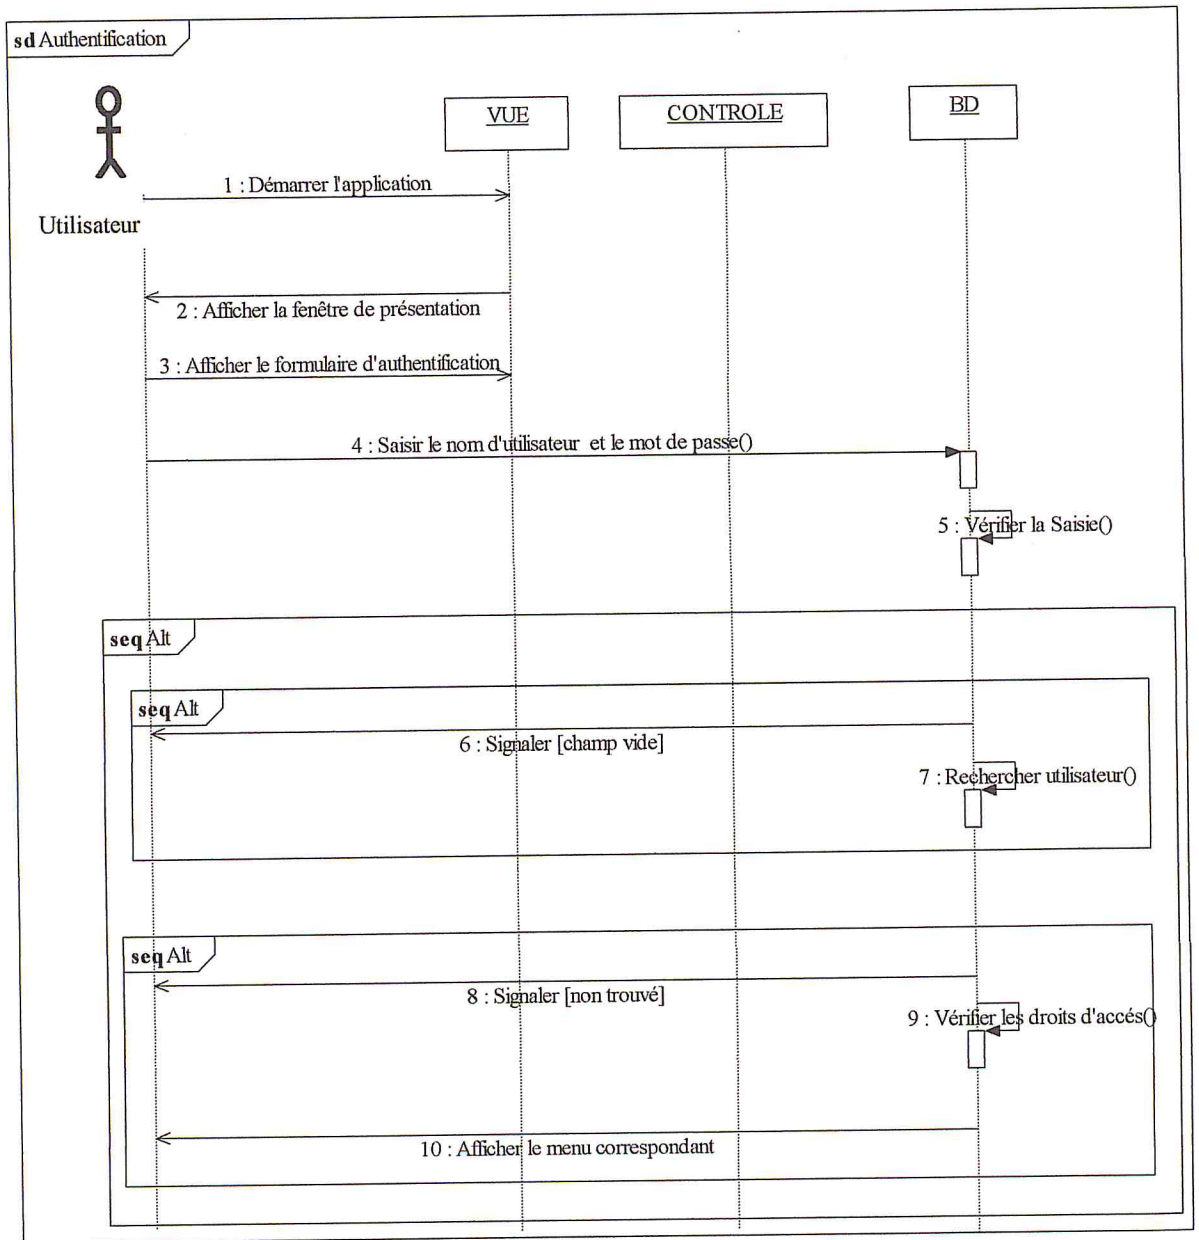 sd Authentification
VUE
CONTROLE
BD
1 : Démarrer l'application
Utilisateur
2 : Afficher la fenêtre de présentation
3 : Afficher le formulaire d'authentification
4 : Saisir le nom d'utilisateur et le mot de passe()
5 : Vérifier la Saisie()
seq Alt
seq Alt
6 : Signaler [champ vide]
7 : Rechercher utilisateur()
seq Alt
8 : Signaler [non trouvé]
9 : Vérifier les droits d'accés()
10 : Afficher le menu correspondant